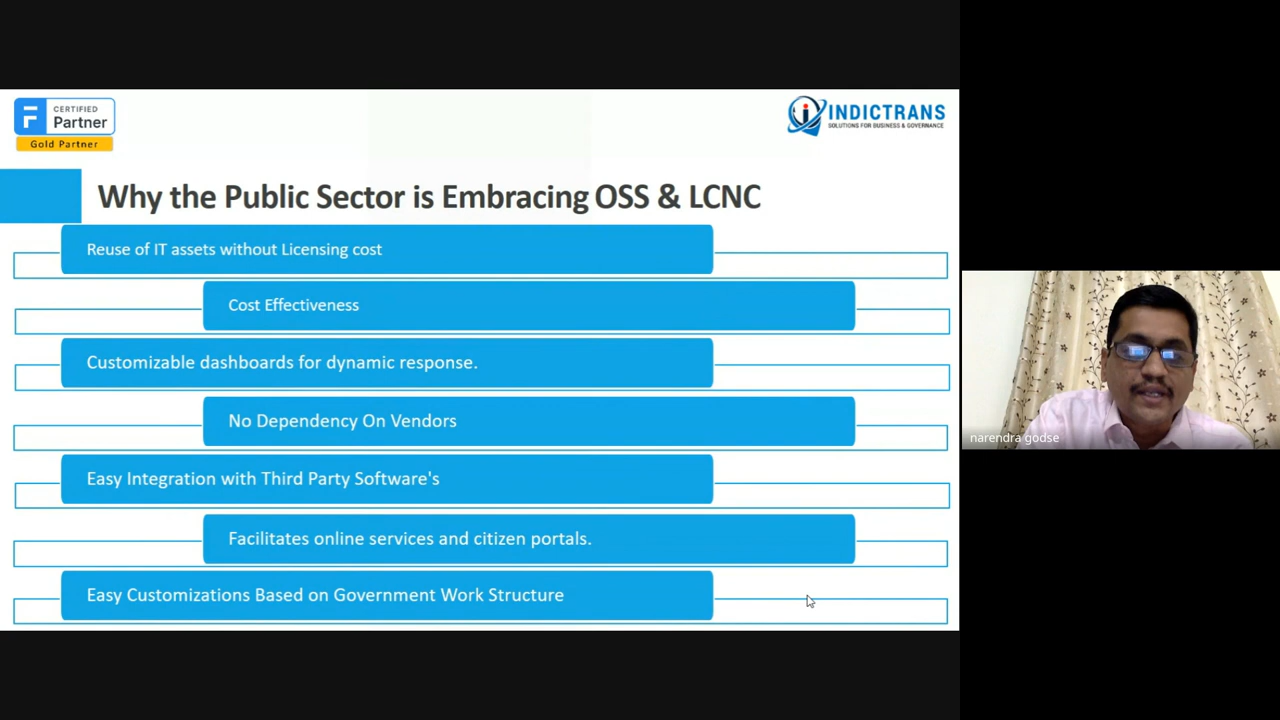 CERTIFIED
Partner
Gold Partner
INDICTRANS
SOLUTIONS FOR BUSINESS & GOVERNANCE
Why the Public Sector is Embracing OSS & LCNC
Reuse of IT assets without Licensing cost
Cost Effectiveness
Customizable dashboards for dynamic response.
No Dependency On Vendors
Easy Integration with Third Party Software's
Facilitates online services and citizen portals.
Easy Customizations Based on Government Work Structure
narendra godse